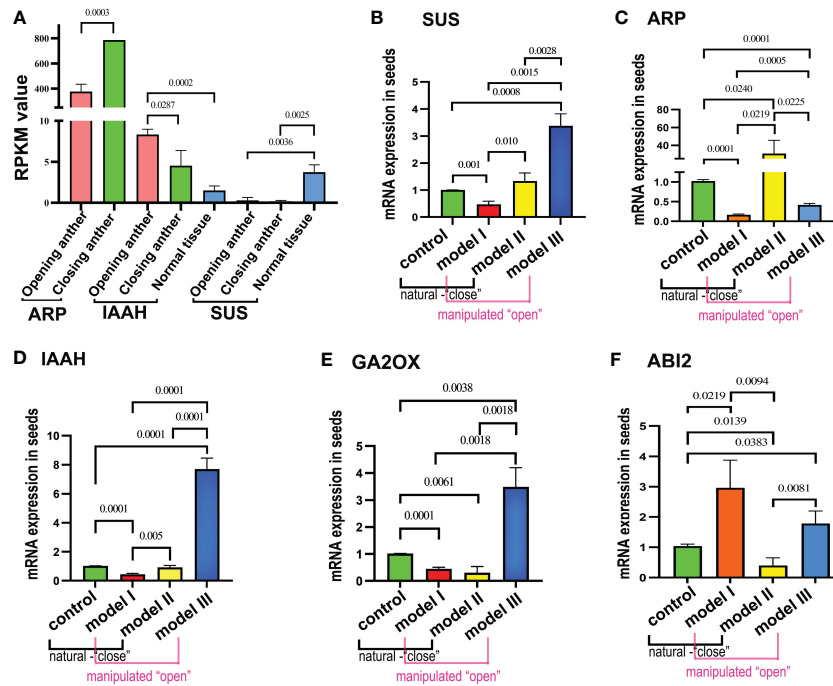 A
RPKM value
800
600
400
200
10
5
0
0.0003
0.0002
0.0287
0.0025
0.0036
Opening anther
Closing anther
Opening anther
Closing anther
Normal tissue
Opening anther
Closing anther
Normal tissue
ARP
IAAH
SUS
B
SUS
mRNA expression in seeds
5
4
3
2
1
0
0.0028
0.0015
0.0008
0.010
0.001
control
model I
model II
model III
natural -"close"
manipulated "open"
C
ARP
mRNA expression in seeds
80
60
40
20
1.0
0.5
0.0
0.0001
0.0005
0.0240
0.0225
0.0219
0.0001
control
model I
model II
model III
natural -"close"
manipulated "open"
D
IAAH
mRNA expression in seeds
10
8
6
4
2
0
0.0001
0.0001
0.0001
0.0001
0.005
control
model I
model II
model III
natural -"close"
manipulated "open"
E
GA2OX
mRNA expression in seeds
5
4
3
2
1
0
0.0038
0.0018
0.0018
0.0061
0.0001
control
model I
model II
model III
natural -"close"
manipulated "open"
F
ABI2
mRNA expression in seeds
5
4
3
2
1
0
0.0094
0.0219
0.0139
0.0383
0.0081
control
model I
model II
model III
natural -"close"
manipulated "open"